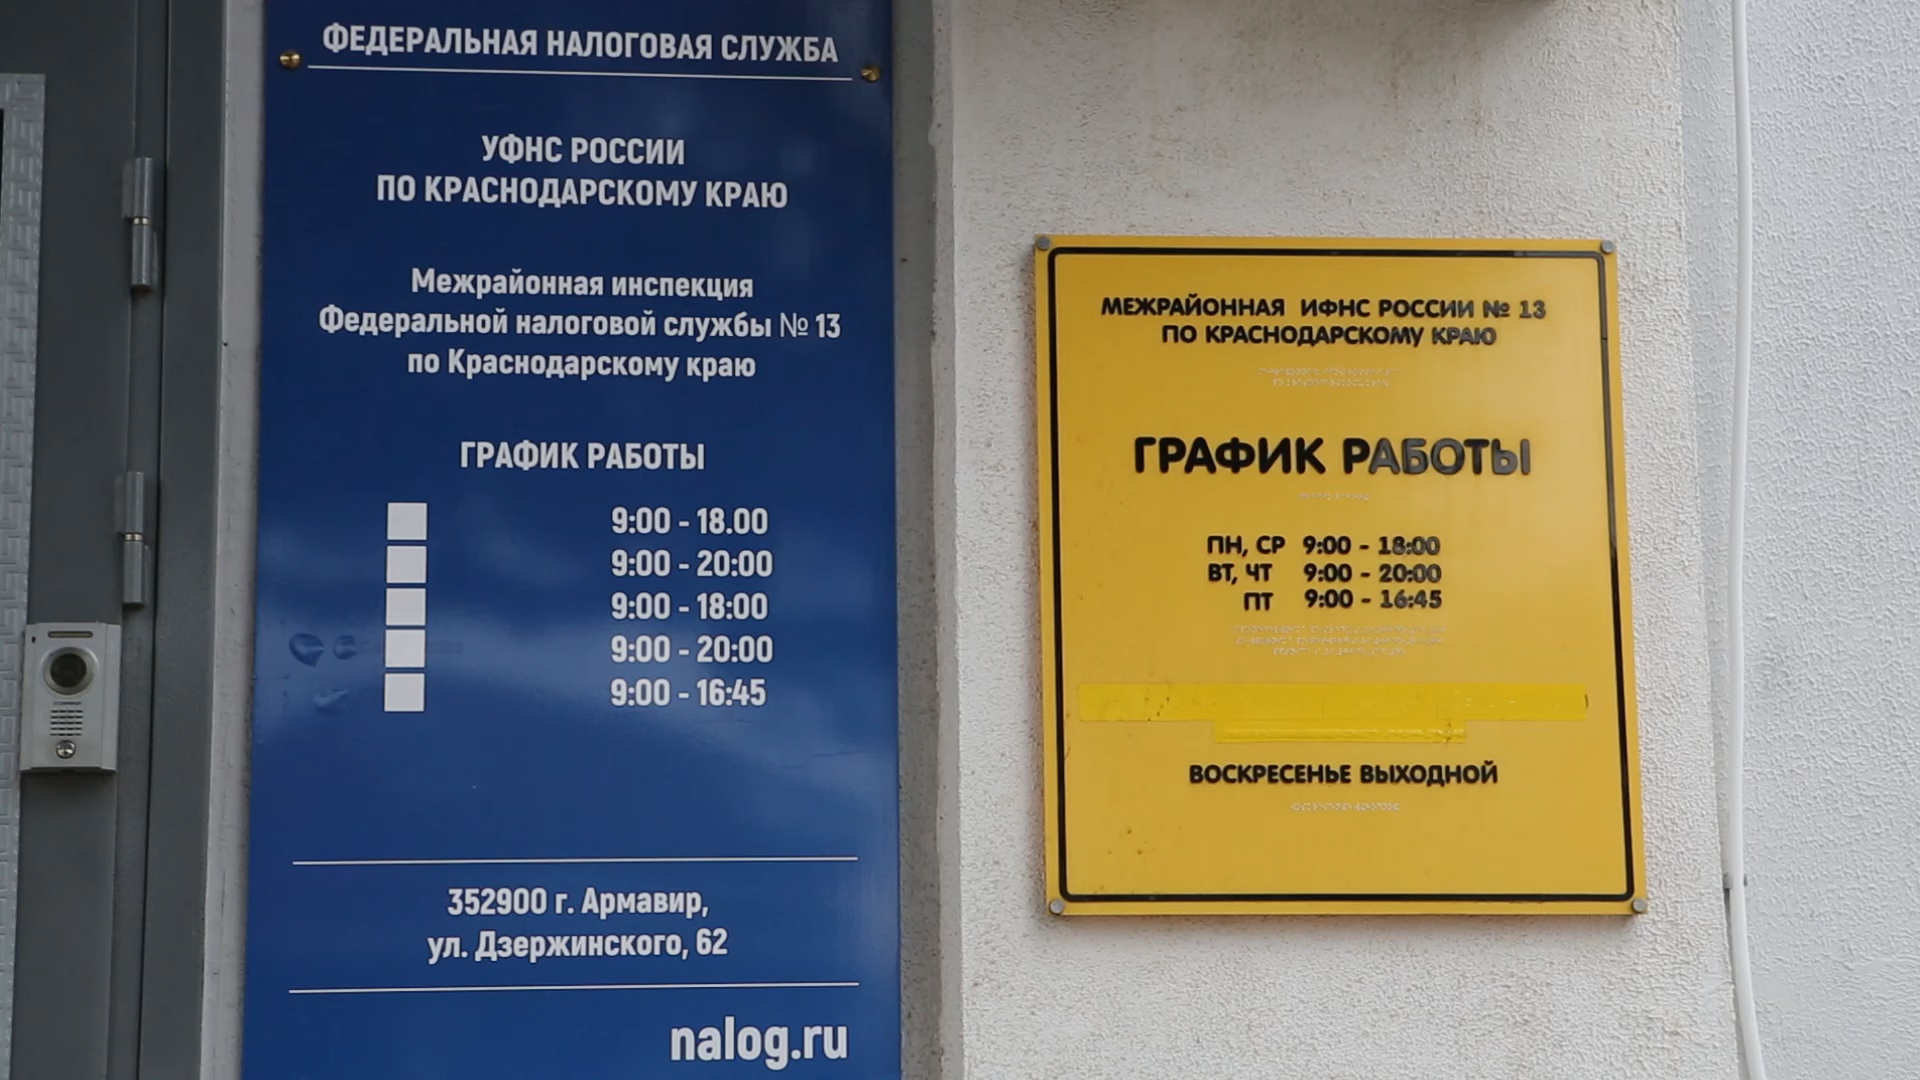 ФЕДЕРАЛЬНАЯ НАЛОГОВАЯ СЛУЖБА
УФНС РОССИИ
ПО КРАСНОДАРСКОМУ КРАЮ
Межрайонная инспекция
Федеральной налоговой службы № 13
по Краснодарскому краю
ГРАФИК РАБОТЫ
9:00 - 18.00
9:00 - 20:00
9:00 - 18:00
9:00 - 20:00
9:00 - 16:45
352900 г. Армавир,
ул. Дзержинского, 62
nalog.ru
МЕЖРАЙОННАЯ ИФНС РОССИИ № 13
ПО КРАСНОДАРСКОМУ КРАЮ
ГРАФИК РАБОТЫ
ПН, СР 9:00 - 18:00
ВТ, ЧТ 9:00 - 20:00
ПТ 9:00 - 16:45
ВОСКРЕСЕНЬЕ ВЫХОДНОЙ